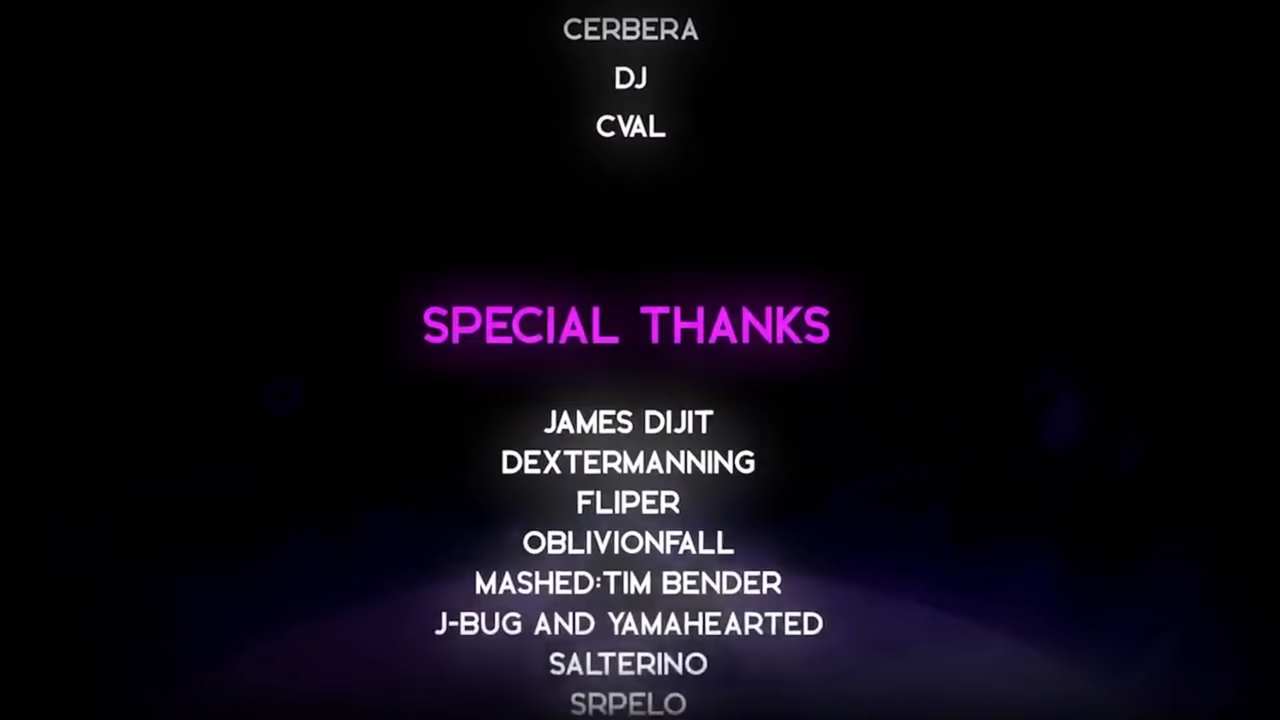 CERBERA
DJ
CVAL
SPECIAL THANKS
JAMES DIJIT
DEXTERMANNING
FLIPER
OBLIVIONFALL
MASHED:TIM BENDER
J-BUG AND YAMAHEARTED
SALTERINO
SRPELO